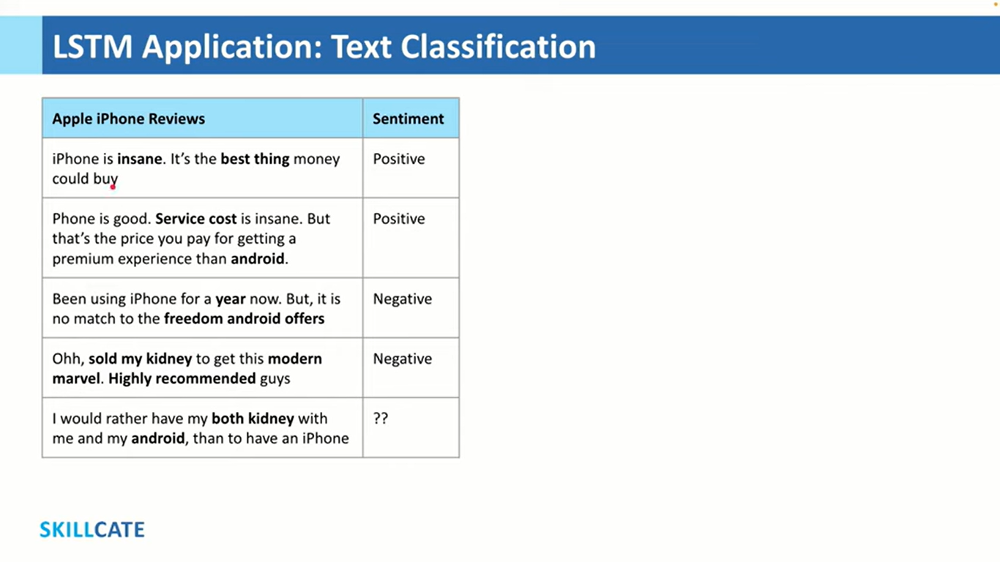 LSTM Application: Text Classification
Apple iPhone Reviews
Sentiment
iPhone is insane. It’s the best thing money
could buy
Positive
Phone is good. Service cost is insane. But
that’s the price you pay for getting a
premium experience than android.
Positive
Been using iPhone for a year now. But, it is
no match to the freedom android offers
Negative
Ohh, sold my kidney to get this modern
marvel. Highly recommended guys
Negative
I would rather have my both kidney with
me and my android, than to have an iPhone
??
SKILLCATE